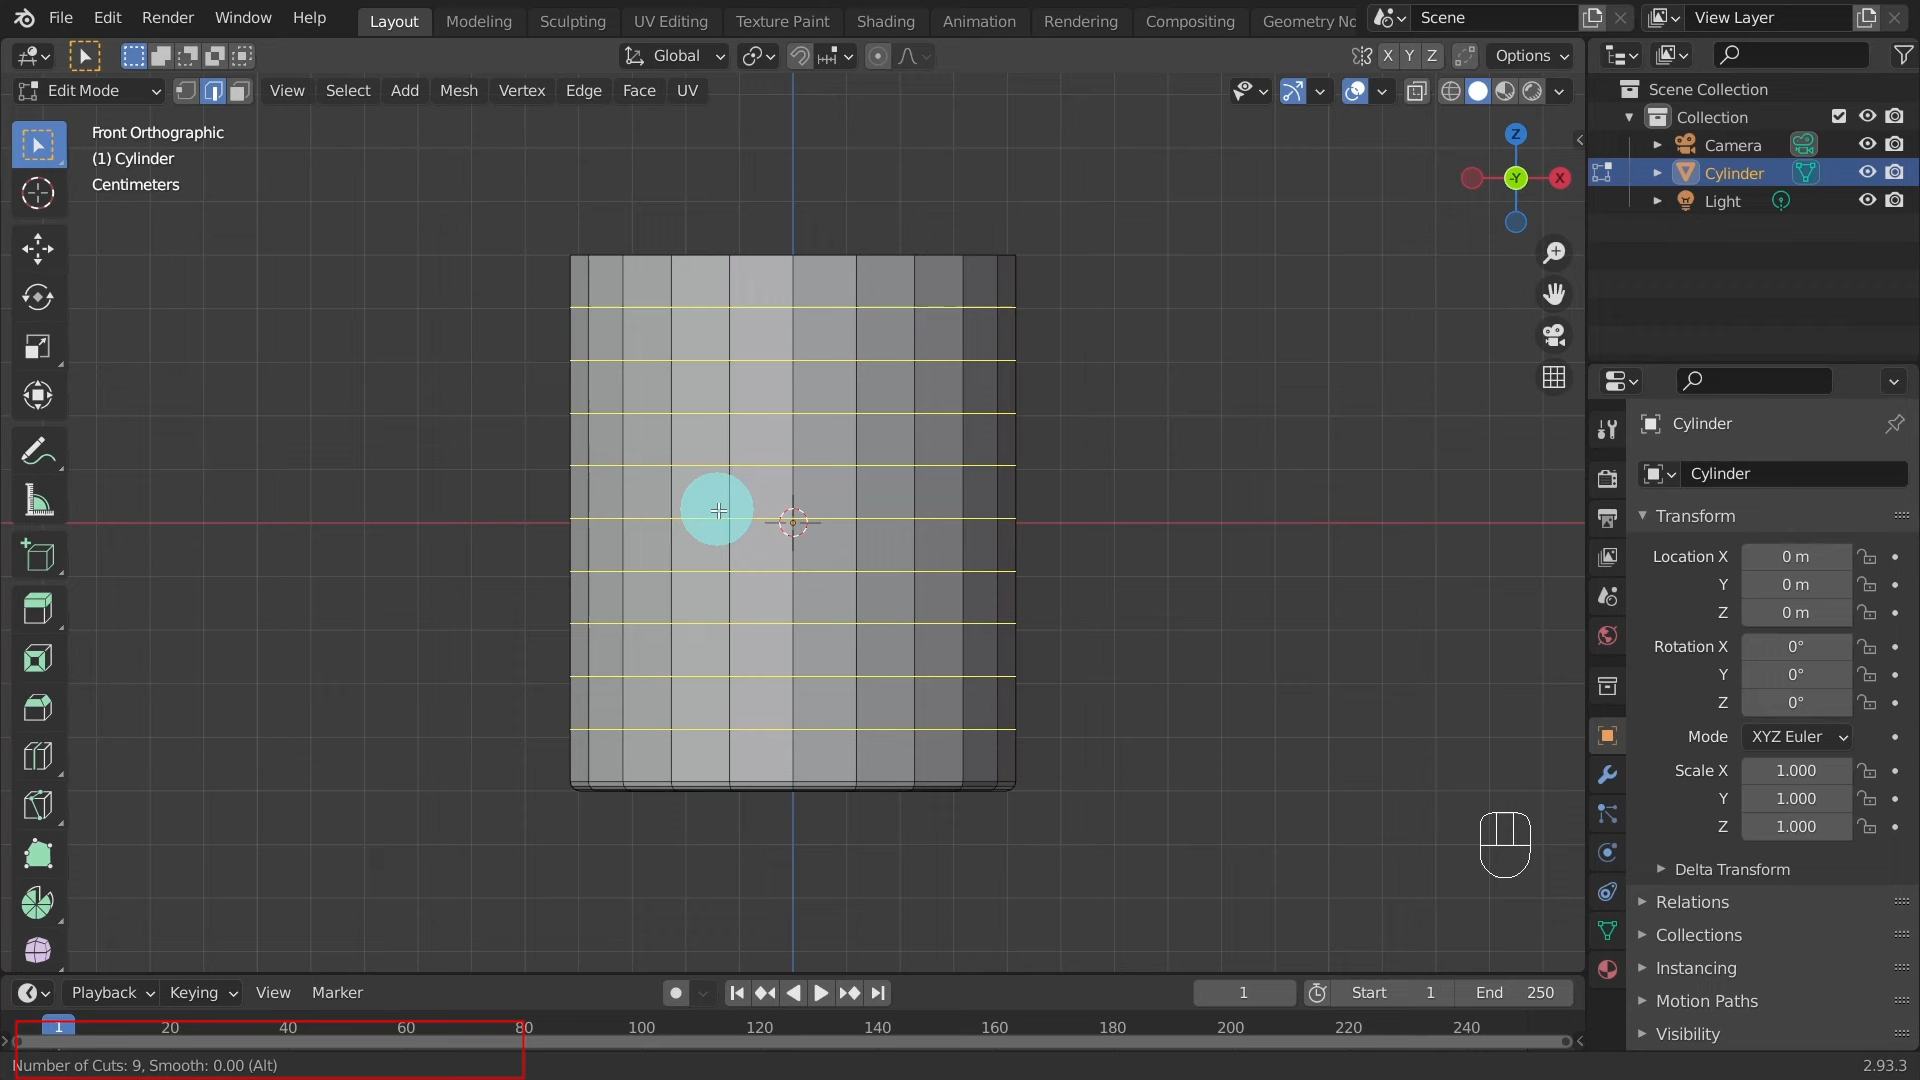 File Edit Render Window Help Layout Modeling Sculpting UV Editing Texture Paint Shading Animation Rendering Compositing Geometry No Scene View Layer
Global X Y Z Options
Edit Mode View Select Add Mesh Vertex Edge Face UV
Scene Collection
Collection
Camera
Cylinder
Light
Front Orthographic
(1) Cylinder
Centimeters
Z
-Y
X
Cylinder
Cylinder
Transform
Location X 0 m
Y 0 m
Z 0 m
Rotation X 0°
Y 0°
Z 0°
Mode XYZ Euler
Scale X 1.000
Y 1.000
Z 1.000
Delta Transform
Relations
Collections
Instancing
Motion Paths
Visibility
Playback Keying View Marker 1 Start 1 End 250
1 20 40 60 80 100 120 140 160 180 200 220 240
Number of Cuts: 9, Smooth: 0.00 (Alt) 2.93.3